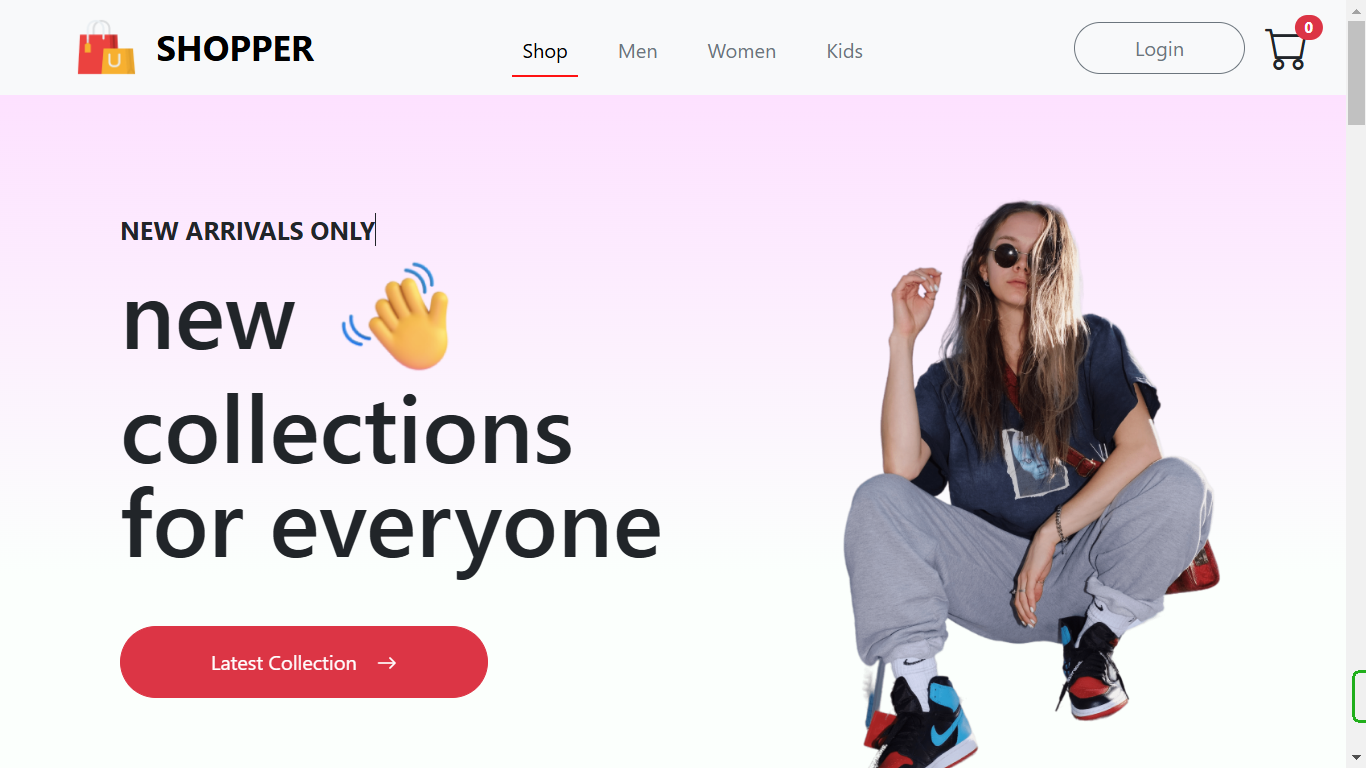 SHOPPER
Shop
Men
Women
Kids
Login
0
NEW ARRIVALS ONLY
new
collections
for everyone
Latest Collection →